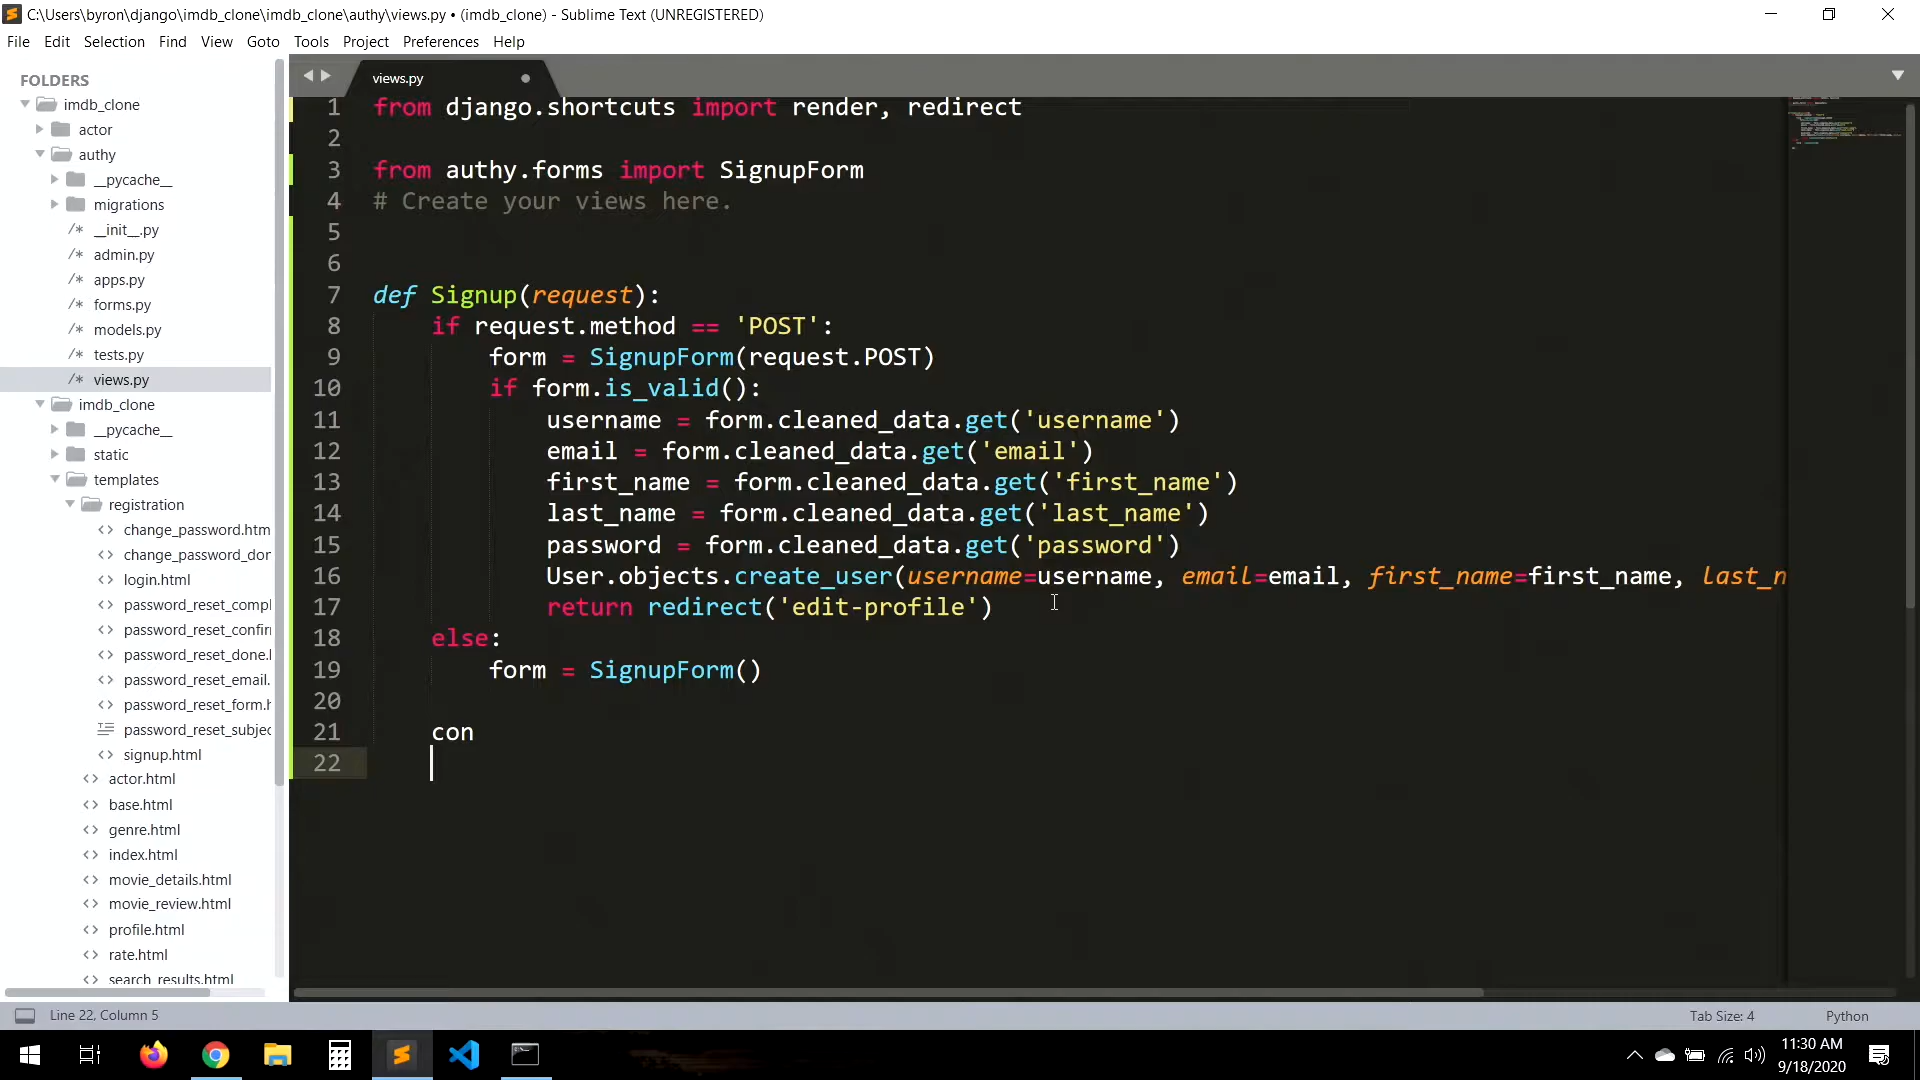 C:\Users\byron\django\imdb_clone\imdb_clone\authy\views.py • (imdb_clone) - Sublime Text (UNREGISTERED)
File Edit Selection Find View Goto Tools Project Preferences Help
FOLDERS
imdb_clone
actor
authy
__pycache__
migrations
/* __init__.py
/* admin.py
/* apps.py
/* forms.py
/* models.py
/* tests.py
/* views.py
imdb_clone
__pycache__
static
templates
registration
<> change_password.htm
<> change_password_dor
<> login.html
<> password_reset_compl
<> password_reset_confir
<> password_reset_done.l
<> password_reset_email.
<> password_reset_form.h
password_reset_subjec
<> signup.html
<> actor.html
<> base.html
<> genre.html
<> index.html
<> movie_details.html
<> movie_review.html
<> profile.html
<> rate.html
<> search_results.html
views.py
1 from django.shortcuts import render, redirect
2
3 from authy.forms import SignupForm
4 # Create your views here.
5
6
7 def Signup(request):
8 if request.method == 'POST':
9 form = SignupForm(request.POST)
10 if form.is_valid():
11 username = form.cleaned_data.get('username')
12 email = form.cleaned_data.get('email')
13 first_name = form.cleaned_data.get('first_name')
14 last_name = form.cleaned_data.get('last_name')
15 password = form.cleaned_data.get('password')
16 User.objects.create_user(username=username, email=email, first_name=first_name, last_n
17 return redirect('edit-profile')
18 else:
19 form = SignupForm()
20
21 con
22
Line 22, Column 5
Tab Size: 4
Python
11:30 AM
9/18/2020